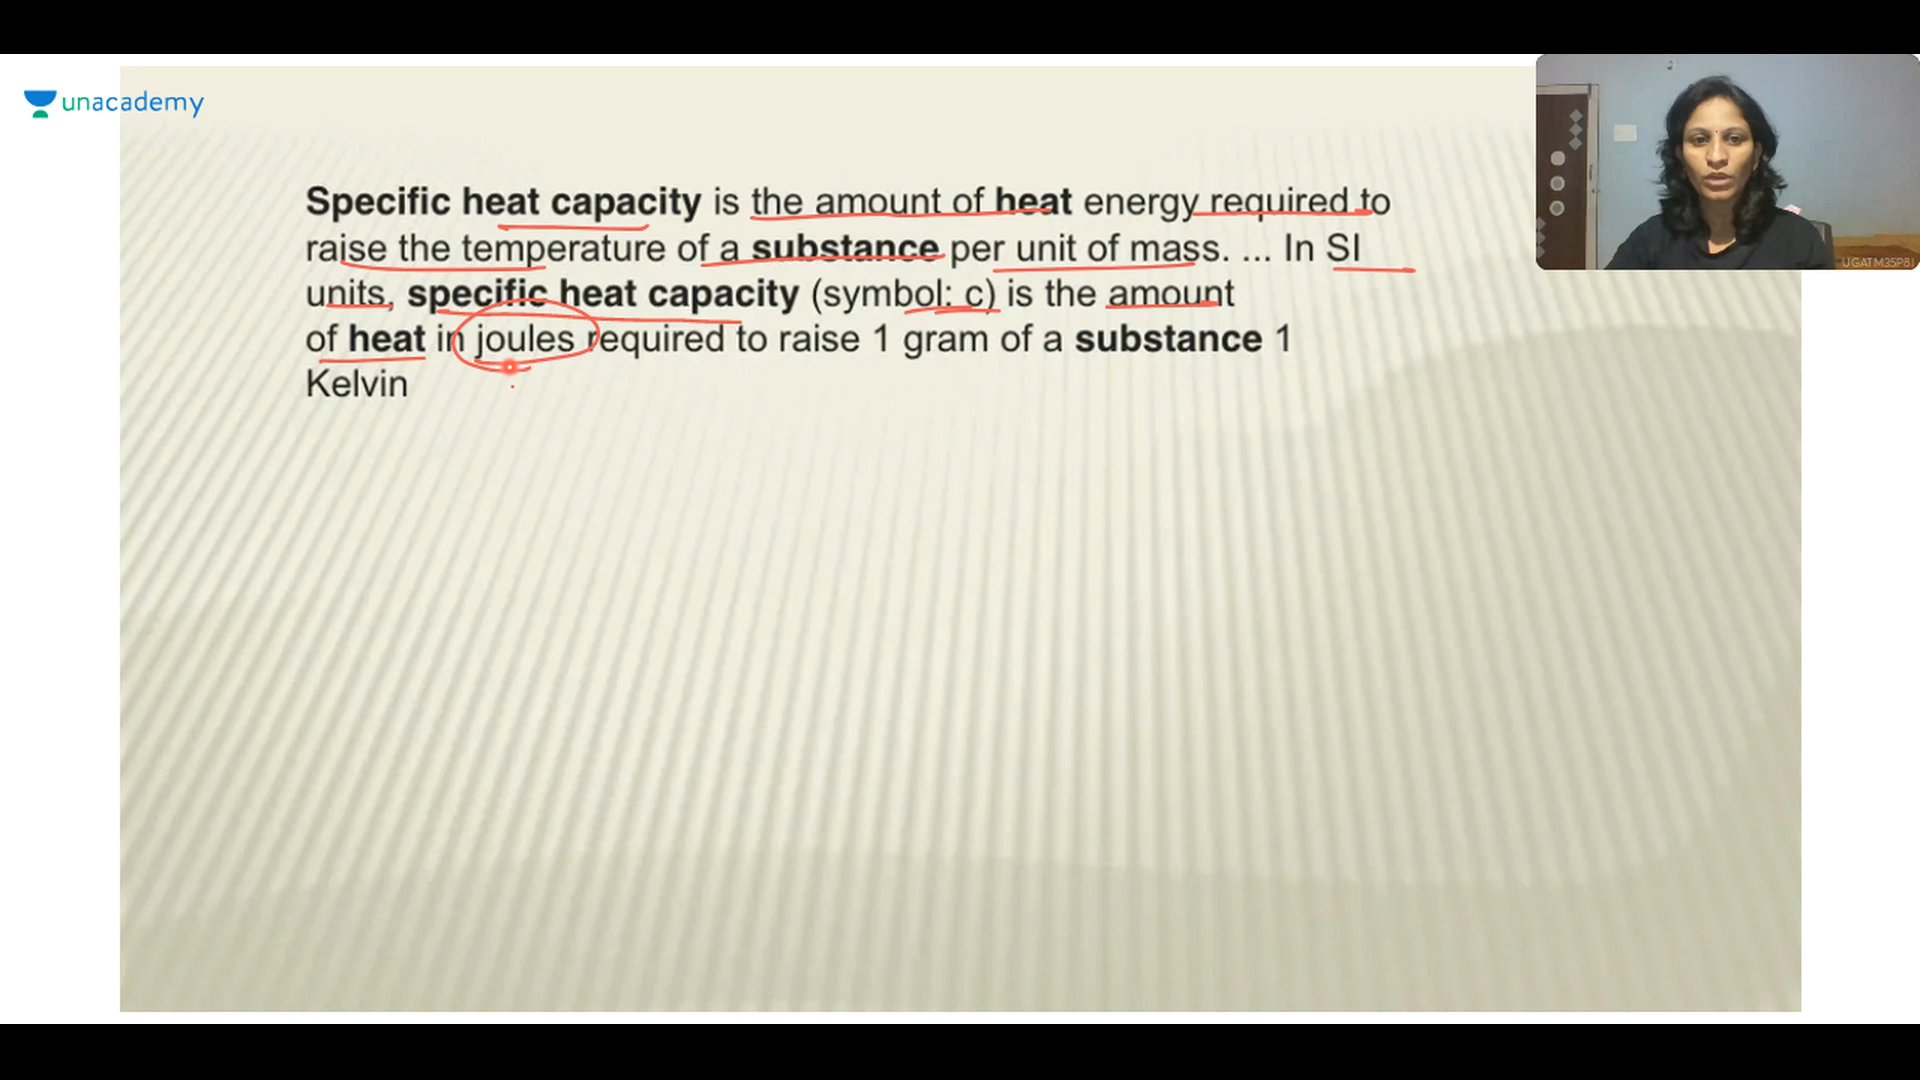 unacademy
Specific heat capacity is the amount of heat energy required to
raise the temperature of a substance per unit of mass. ... In SI
units, specific heat capacity (symbol: c) is the amount
of heat in joules required to raise 1 gram of a substance 1
Kelvin
UGATM35P8I